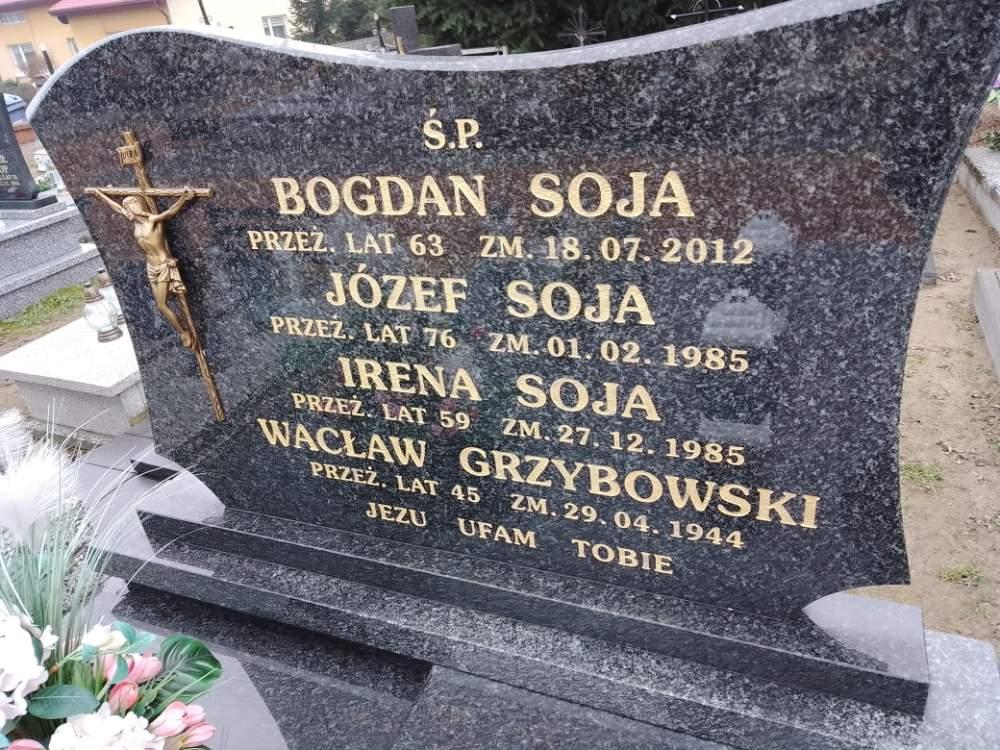 Ś.P.
BOGDAN SOJA
PRZEŻ. LAT 63 ZM. 18. 07. 2012
JÓZEF SOJA
PRZEŻ. LAT 76 ZM. 01. 02. 1985
IRENA SOJA
PRZEŻ. LAT 59 ZM. 27. 12. 1985
WACŁAW GRZYBOWSKI
PRZEŻ. LAT 45 ZM. 29. 04. 1944
JEZU UFAM TOBIE